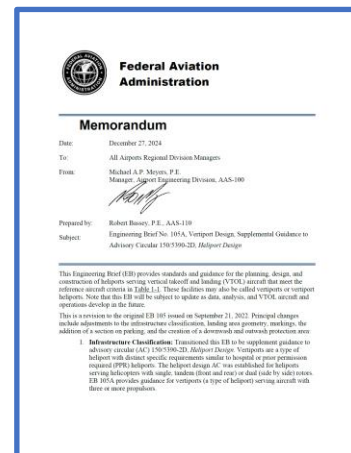 Federal Aviation
Administration
Memorandum
Date: December 27, 2024
To: All Airports Regional Division Managers
From: Michael A.P. Meyers, P.E.
Manager, Airport Engineering Division, AAS-100
Prepared by: Robert Bassey, P.E., AAS-110
Subject: Engineering Brief No. 105A, Vertiport Design, Supplemental Guidance to
Advisory Circular 150/5390-2D, Heliport Design
This Engineering Brief (EB) provides standards and guidance for the planning, design, and
construction of heliports serving vertical takeoff and landing (VTOL) aircraft that meet the
reference aircraft criteria in Table 1-1. These facilities may also be called vertiports or vertiport
heliports. Note that this EB will be subject to update as data, analysis, and VTOL aircraft and
operations develop in the future.
This is a revision to the original EB 105 issued on September 21, 2022. Principal changes
include adjustments to the infrastructure classification, landing area geometry, markings, the
addition of a section on parking, and the creation of a downwash and outwash protection area:
1. Infrastructure Classification: Transitioned this EB to be supplement guidance to
advisory circular (AC) 150/5390-2D, Heliport Design. Vertiports are a type of
heliport with distinct specific requirements similar to hospital or prior permission
required (PPR) heliports. The heliport design AC was established for heliports
serving helicopters with single, tandem (front and rear) or dual (side by side) rotors.
EB 105A provides guidance for vertiports (a type of heliport) serving aircraft with
three or more propulsors.